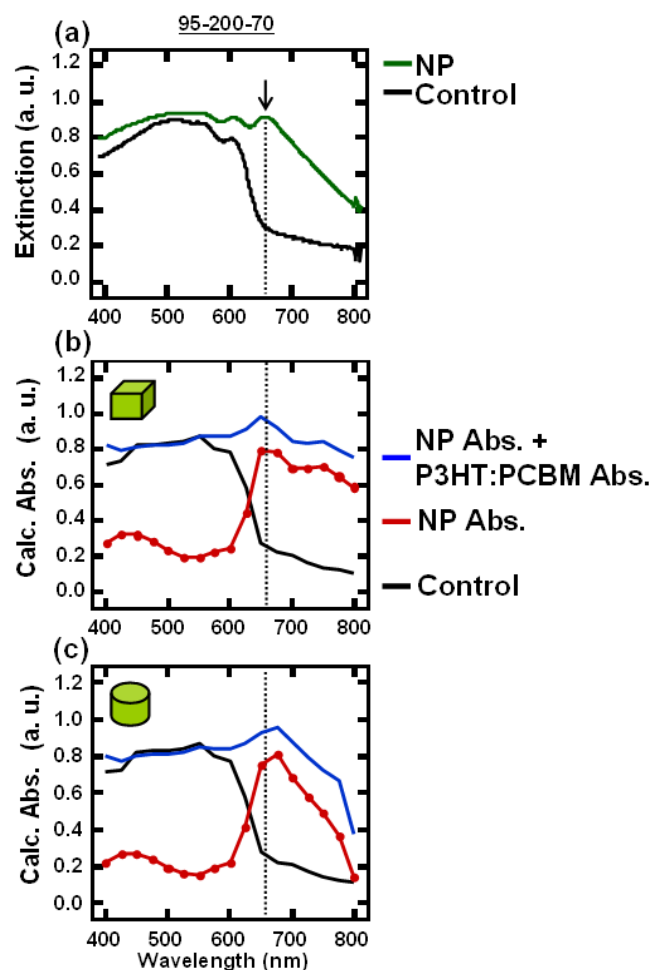 95-200-70
(a)
1.2
1.0
0.8
0.6
0.4
0.2
0.0
Extinction (a. u.)
400 500 600 700 800
NP
Control
(b)
1.2
1.0
0.8
0.6
0.4
0.2
0.0
Calc. Abs. (a. u.)
400 500 600 700 800
NP Abs. +
P3HT:PCBM Abs.
NP Abs.
Control
(c)
1.2
1.0
0.8
0.6
0.4
0.2
0.0
Calc. Abs. (a. u.)
400 500 600 700 800
Wavelength (nm)